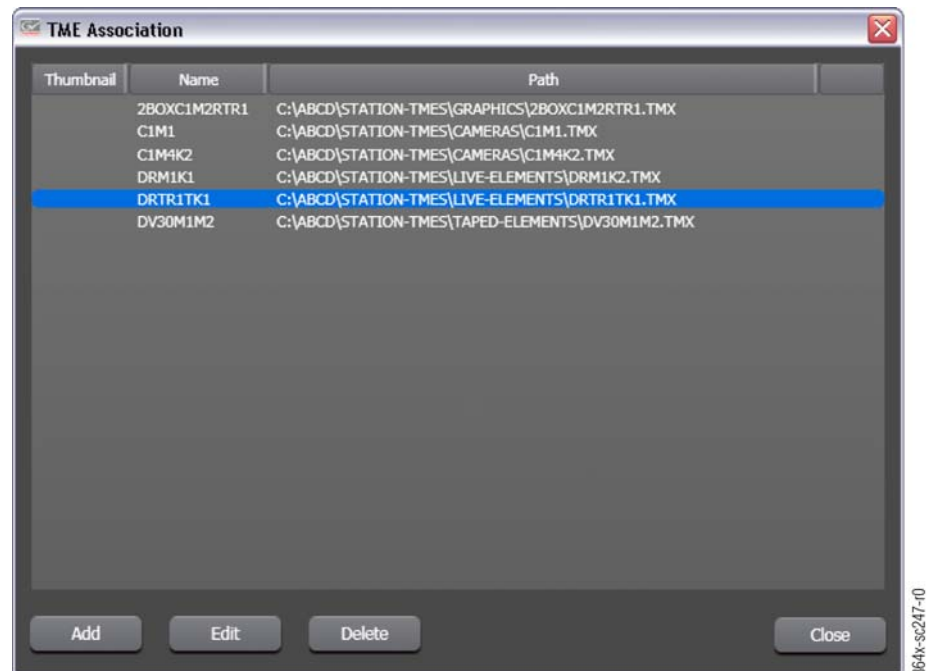 TME Association
Thumbnail Name Path
2BOXC1M2RTR1 C:\ABCD\STATION-TMES\GRAPHICS\2BOXC1M2RTR1.TMX
C1M1 C:\ABCD\STATION-TMES\CAMERAS\C1M1.TMX
C1M4K2 C:\ABCD\STATION-TMES\CAMERAS\C1M4K2.TMX
DRM1K1 C:\ABCD\STATION-TMES\LIVE-ELEMENTS\DRM1K2.TMX
DRTR1TK1 C:\ABCD\STATION-TMES\LIVE-ELEMENTS\DRTR1TK1.TMX
DV30M1M2 C:\ABCD\STATION-TMES\TAPED-ELEMENTS\DV30M1M2.TMX
Add Edit Delete Close